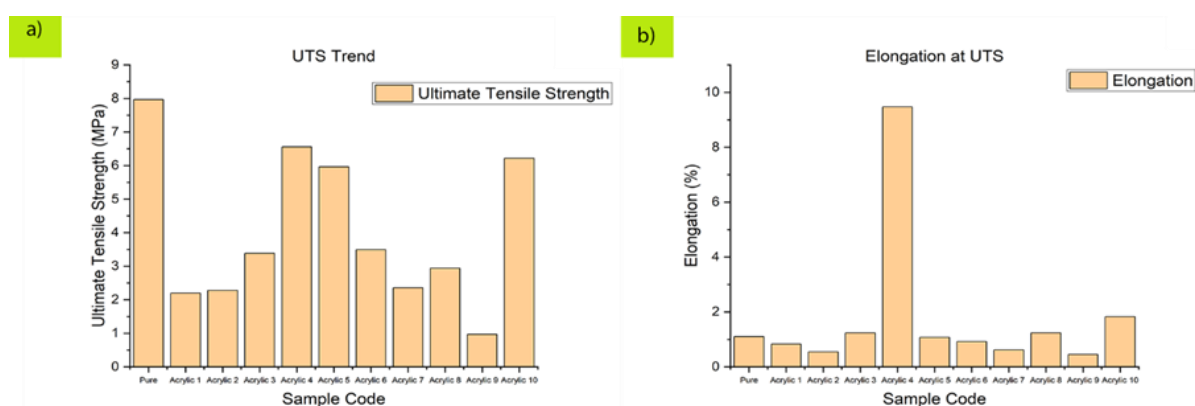 a)
UTS Trend
Ultimate Tensile Strength
Ultimate Tensile Strength (MPa)
9
8
7
6
5
4
3
2
1
0
Pure Acrylic 1 Acrylic 2 Acrylic 3 Acrylic 4 Acrylic 5 Acrylic 6 Acrylic 7 Acrylic 8 Acrylic 9 Acrylic 10
Sample Code
b)
Elongation at UTS
Elongation
Elongation (%)
10
8
6
4
2
0
Pure Acrylic 1 Acrylic 2 Acrylic 3 Acrylic 4 Acrylic 5 Acrylic 6 Acrylic 7 Acrylic 8 Acrylic 9 Acrylic 10
Sample Code